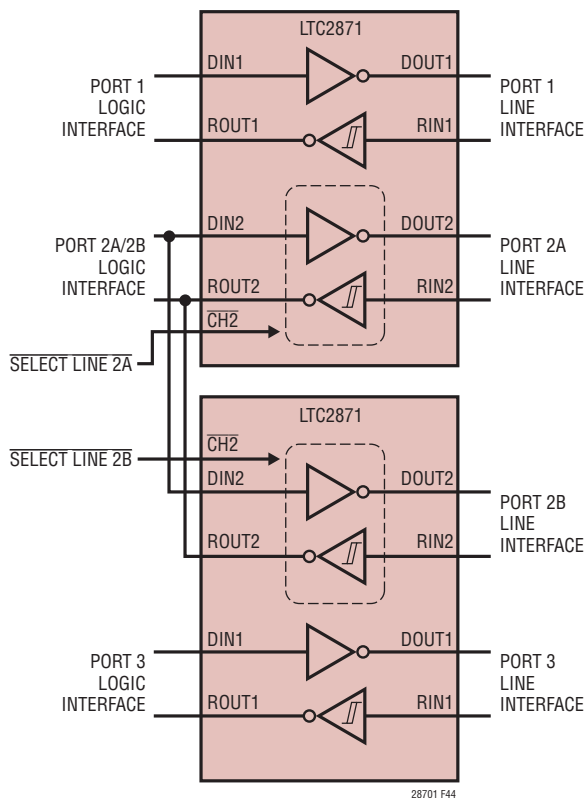 LTC2871
DIN1
DOUT1
PORT 1
LOGIC
INTERFACE
PORT 1
LINE
INTERFACE
ROUT1
RIN1
DIN2
DOUT2
PORT 2A/2B
LOGIC
INTERFACE
PORT 2A
LINE
INTERFACE
ROUT2
RIN2
CH2
SELECT LINE 2A
LTC2871
CH2
SELECT LINE 2B
DIN2
DOUT2
PORT 2B
LINE
INTERFACE
ROUT2
RIN2
DIN1
DOUT1
PORT 3
LOGIC
INTERFACE
PORT 3
LINE
INTERFACE
ROUT1
RIN1
28701 F44